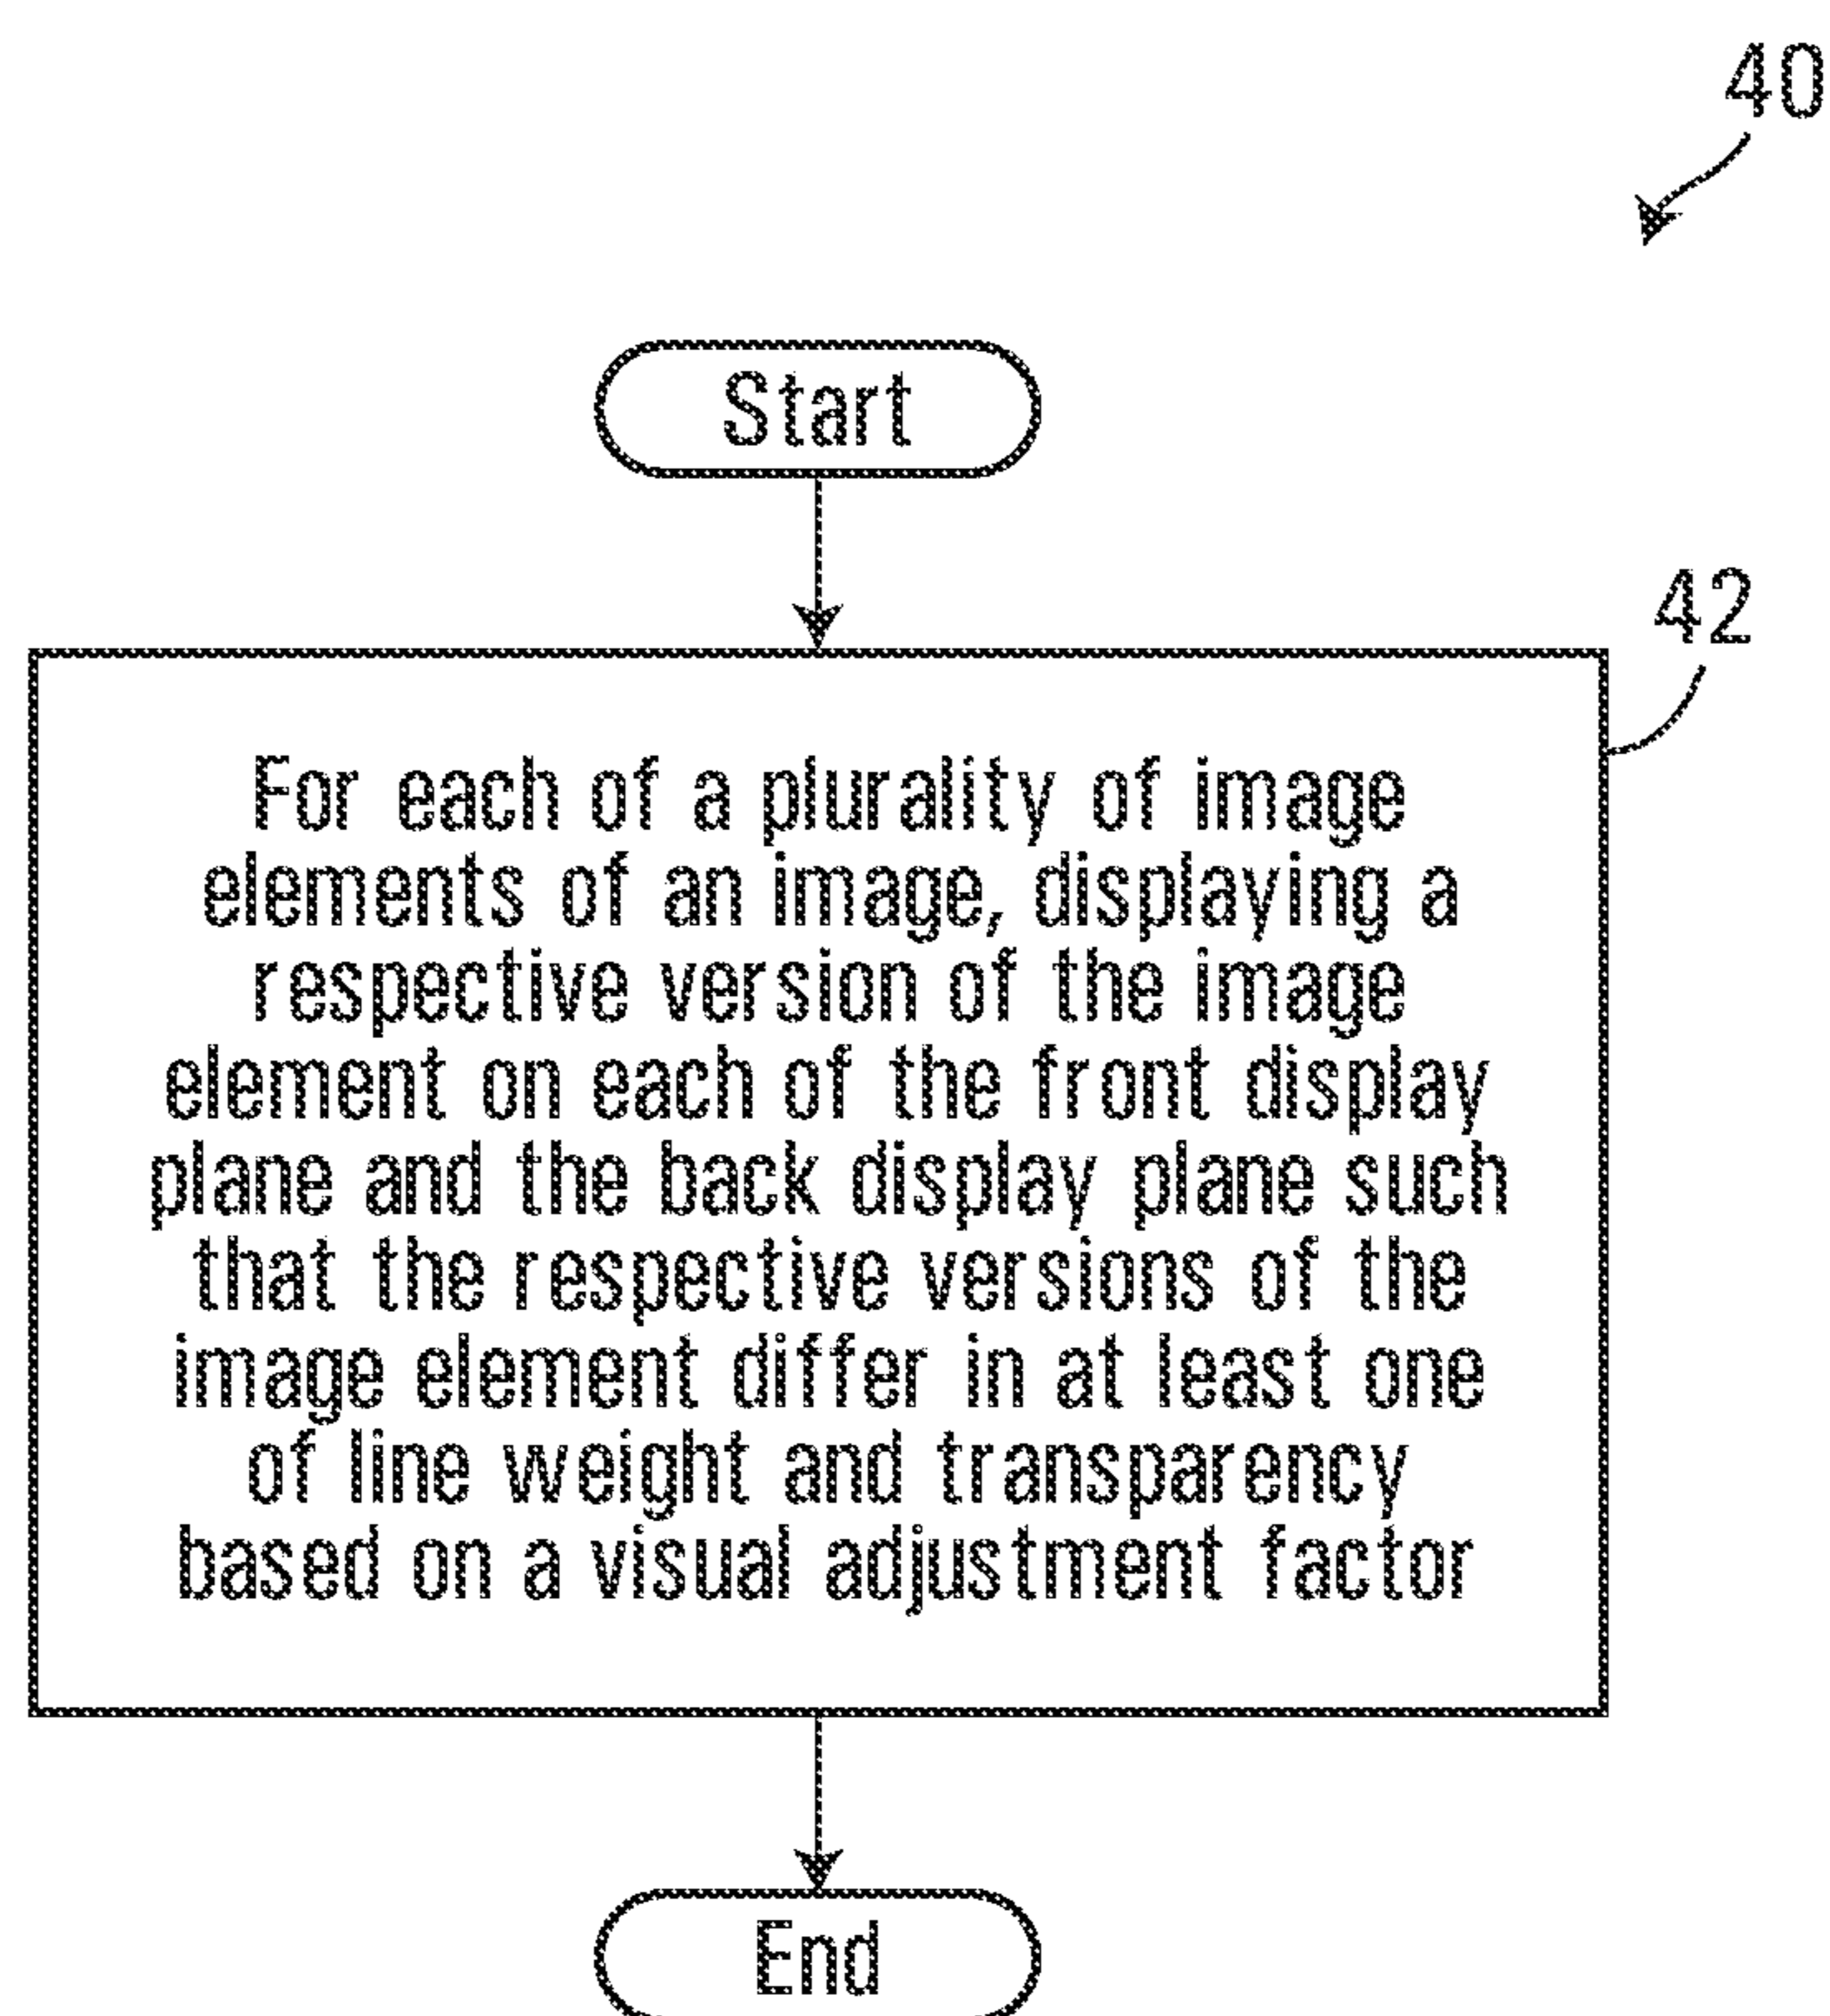 40
Start
42
For each of a plurality of image
elements of an image, displaying a
respective version of the image
element on each of the front display
plane and the back display plane such
that the respective versions of the
image element differ in at least one
of line weight and transparency
based on a visual adjustment factor
End